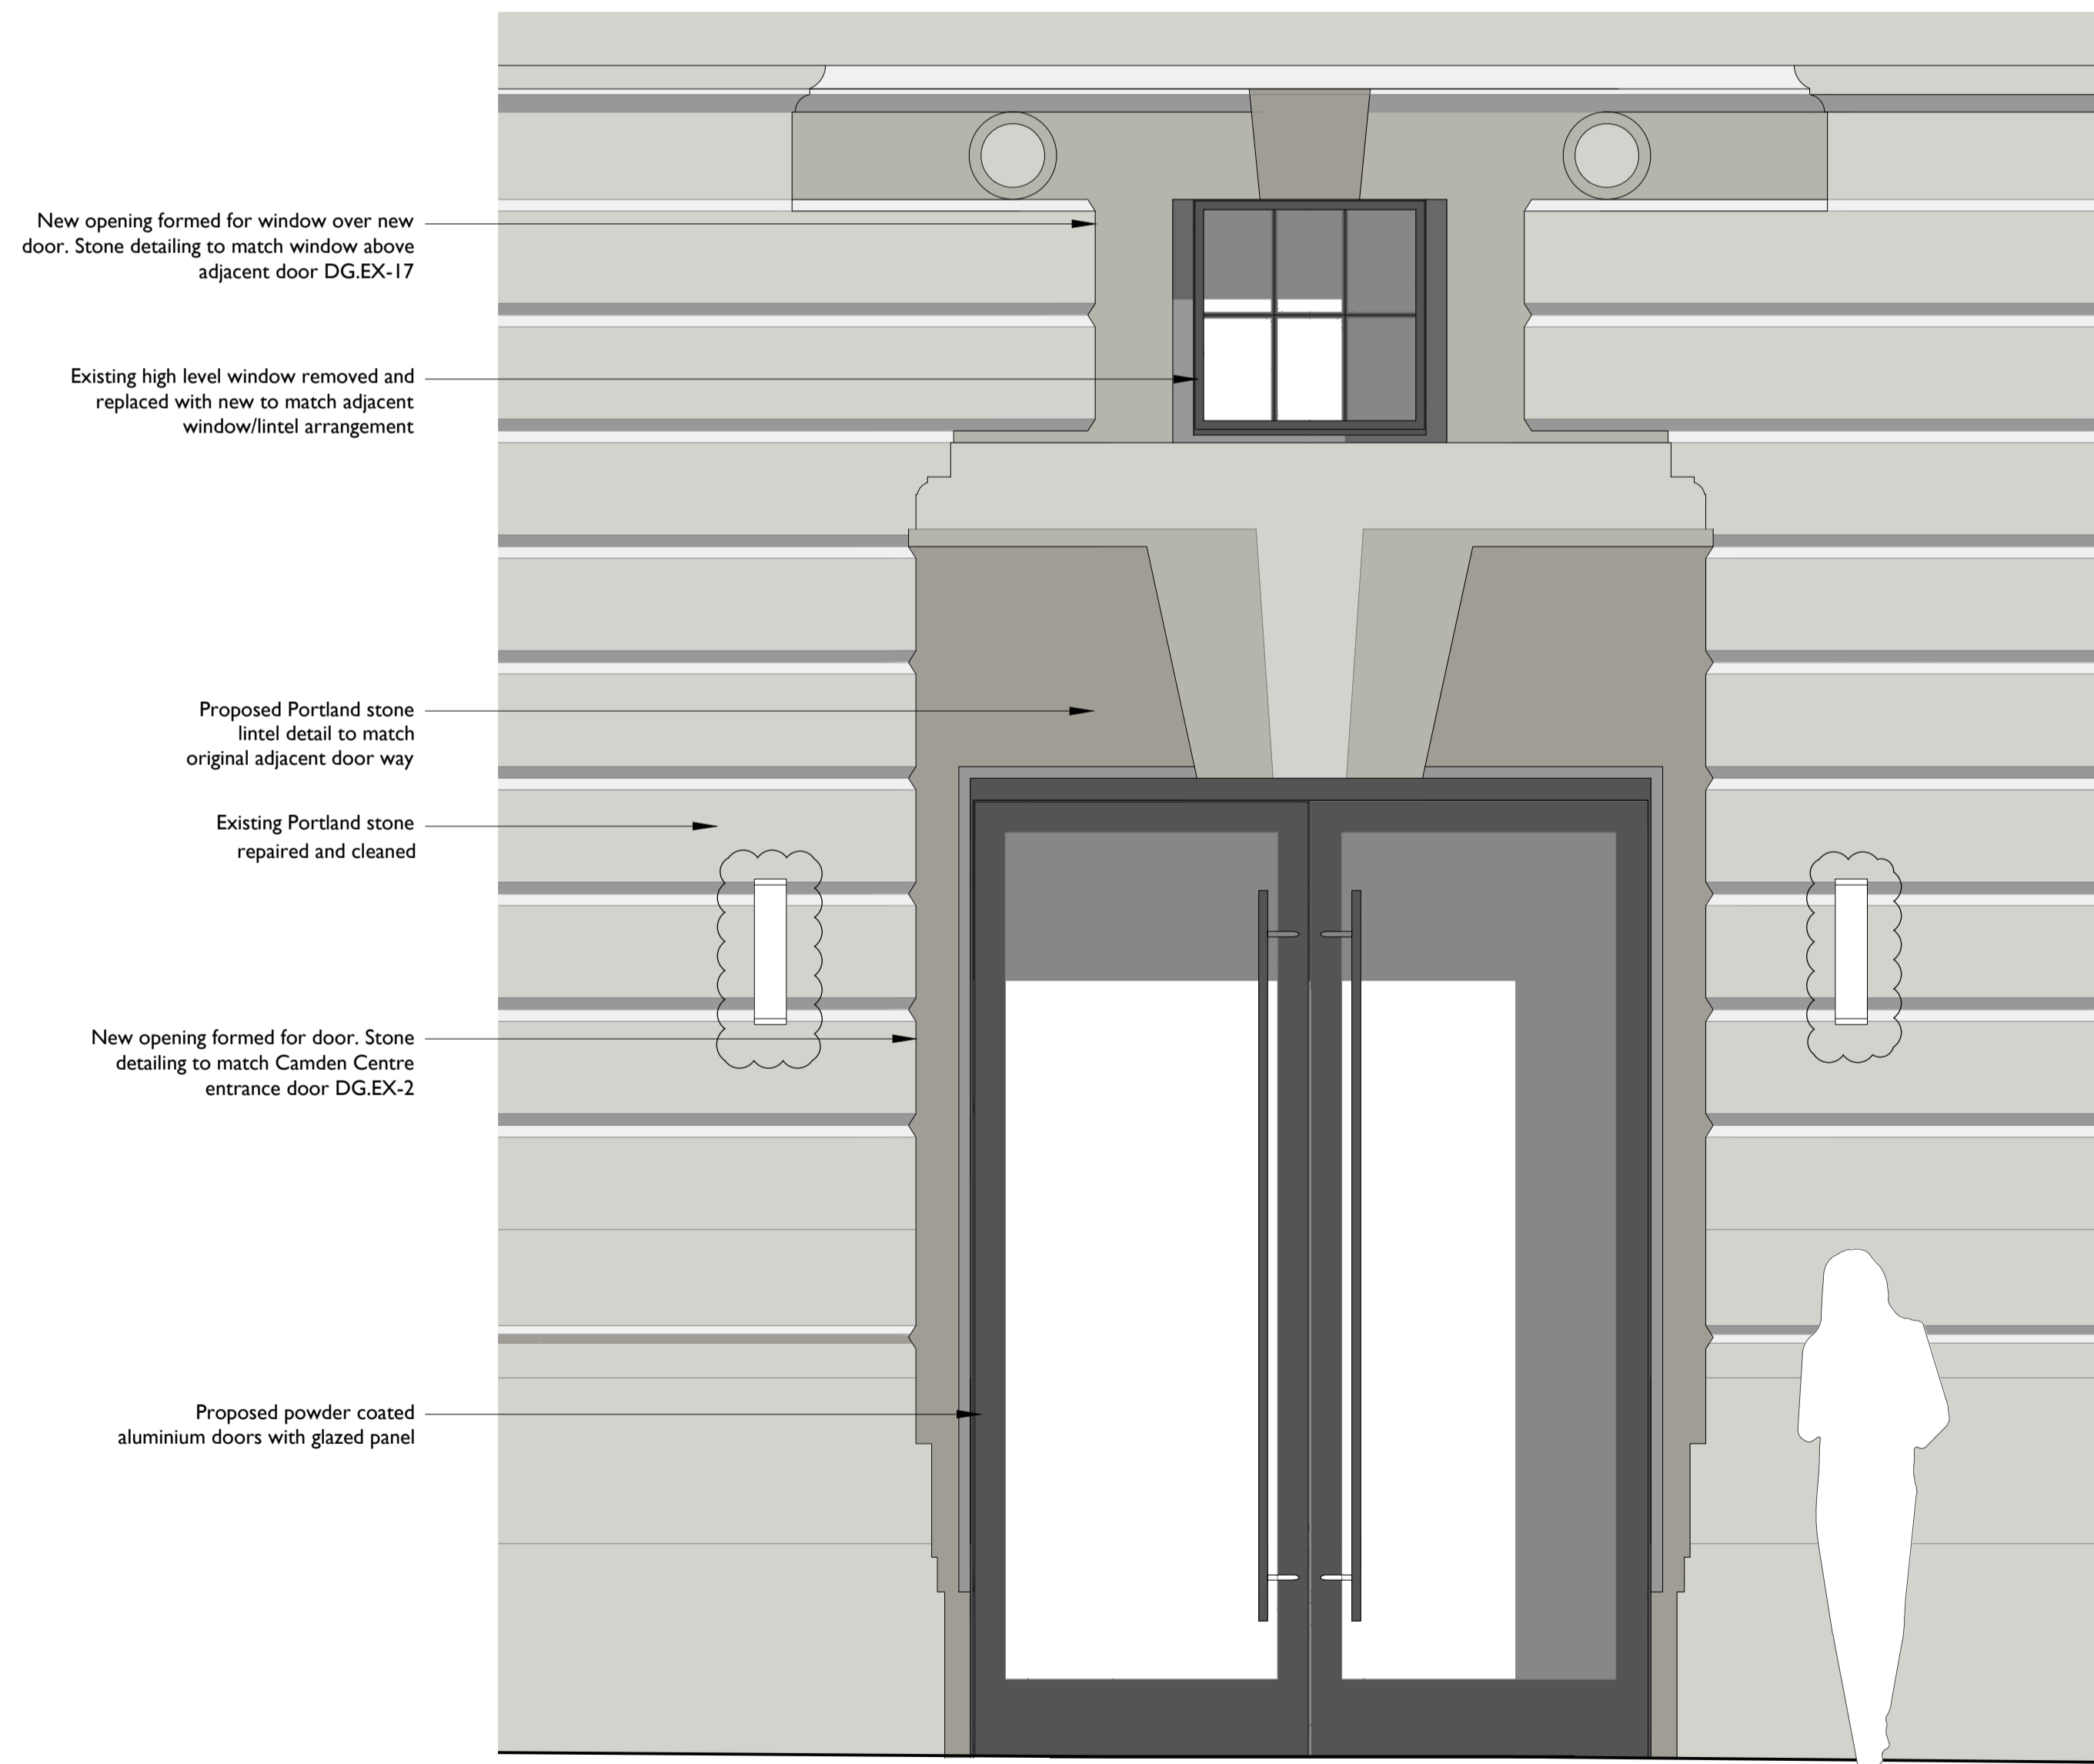 New opening formed for window over new
door. Stone detailing to match window above
adjacent door DG.EX-17
Existing high level window removed and
replaced with new to match adjacent
window/lintel arrangement
Proposed Portland stone
lintel detail to match
original adjacent door way
Existing Portland stone
repaired and cleaned
New opening formed for door. Stone
detailing to match Camden Centre
entrance door DG.EX-2
Proposed powder coated
aluminium doors with glazed panel